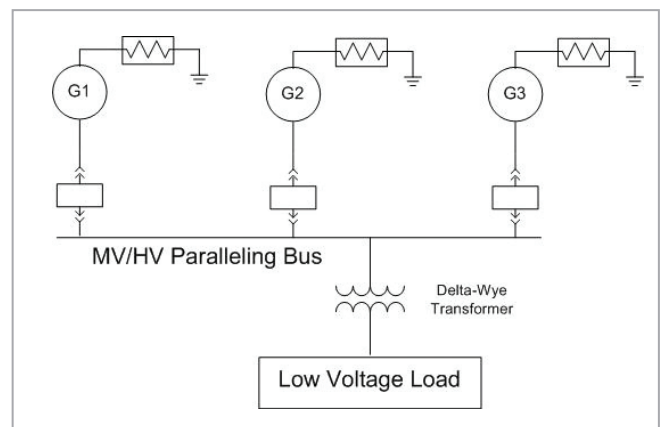 G1
G2
G3
MV/HV Paralleling Bus
Delta-Wye
Transformer
Low Voltage Load